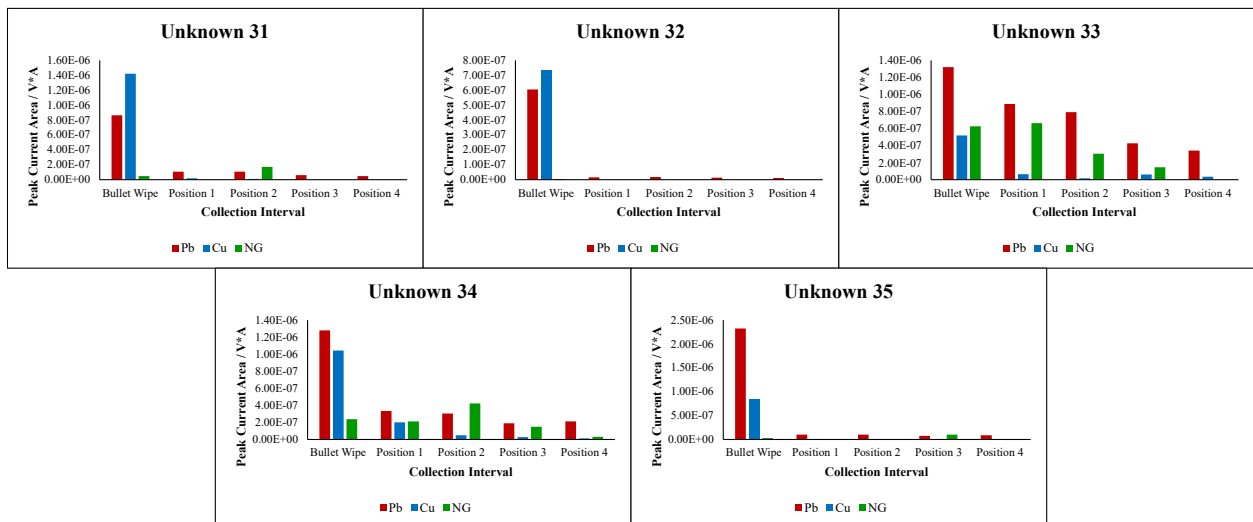 Unknown 31
Peak Current Area / V*A
1.60E-06
1.40E-06
1.20E-06
1.00E-06
8.00E-07
6.00E-07
4.00E-07
2.00E-07
0.00E+00
Bullet Wipe Position 1 Position 2 Position 3 Position 4
Collection Interval
Pb Cu NG
Unknown 32
Peak Current Area / V*A
8.00E-07
7.00E-07
6.00E-07
5.00E-07
4.00E-07
3.00E-07
2.00E-07
1.00E-07
0.00E+00
Bullet Wipe Position 1 Position 2 Position 3 Position 4
Collection Interval
Pb Cu NG
Unknown 33
Peak Current Area / V*A
1.40E-06
1.20E-06
1.00E-06
8.00E-07
6.00E-07
4.00E-07
2.00E-07
0.00E+00
Bullet Wipe Position 1 Position 2 Position 3 Position 4
Collection Interval
Pb Cu NG
Unknown 34
Peak Current Area / V*A
1.40E-06
1.20E-06
1.00E-06
8.00E-07
6.00E-07
4.00E-07
2.00E-07
0.00E+00
Bullet Wipe Position 1 Position 2 Position 3 Position 4
Collection Interval
Pb Cu NG
Unknown 35
Peak Current Area / V*A
2.50E-06
2.00E-06
1.50E-06
1.00E-06
5.00E-07
0.00E+00
Bullet Wipe Position 1 Position 2 Position 3 Position 4
Collection Interval
Pb Cu NG